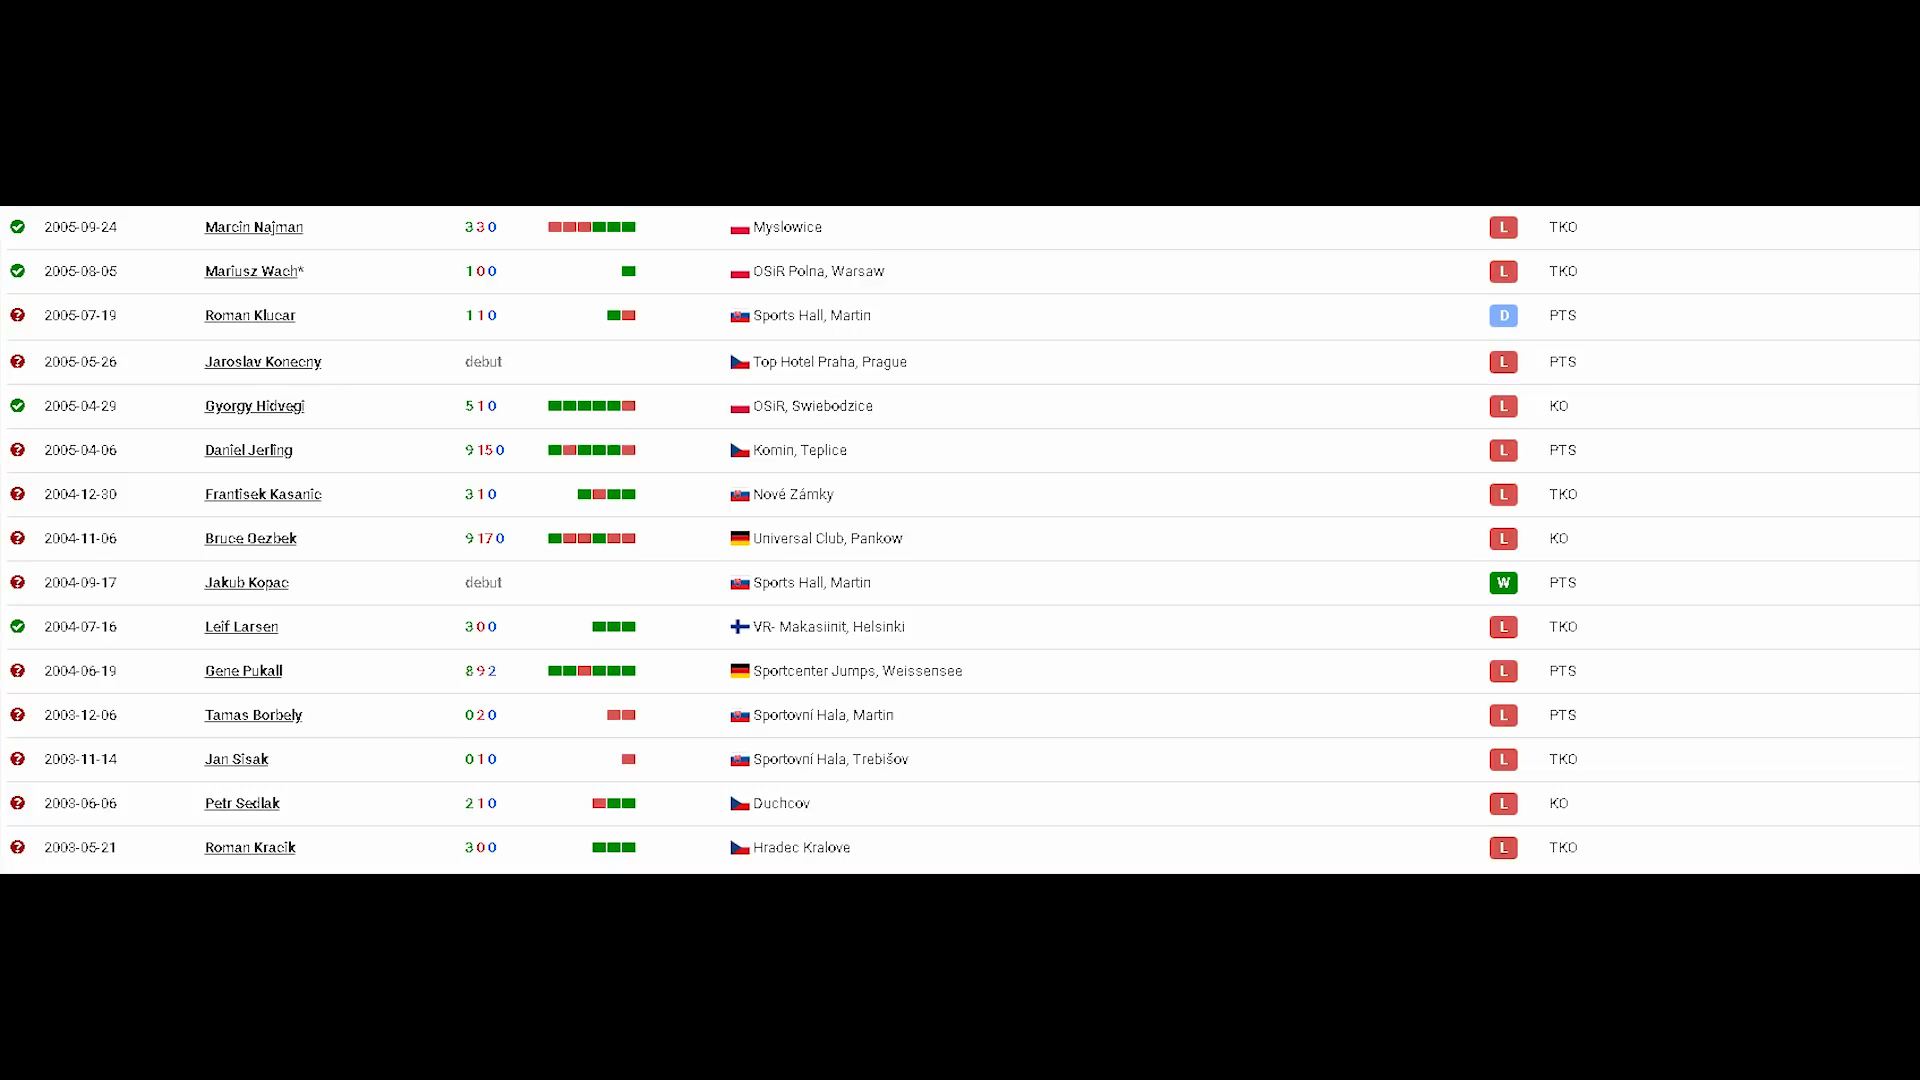 2005-09-24 Marcin Najman 3 3 0 Myslowice L TKO
2005-08-05 Mariusz Wach* 1 0 0 OSiR Polna, Warsaw L TKO
2005-07-19 Roman Klucar 1 1 0 Sports Hall, Martin D PTS
2005-05-26 Jaroslav Konecny debut Top Hotel Praha, Prague L PTS
2005-04-29 Gyorgy Hidvegi 5 1 0 OSiR, Swiebodzice L KO
2005-04-06 Daniel Jerling 9 15 0 Komin, Teplice L PTS
2004-12-30 Frantisek Kasanic 3 1 0 Nové Zámky L TKO
2004-11-06 Bruce Oezbek 9 17 0 Universal Club, Pankow L KO
2004-09-17 Jakub Kopac debut Sports Hall, Martin W PTS
2004-07-16 Leif Larsen 3 0 0 VR- Makasiinit, Helsinki L TKO
2004-06-19 Gene Pukall 8 9 2 Sportcenter Jumps, Weissensee L PTS
2003-12-06 Tamas Borbely 0 2 0 Sportovní Hala, Martin L PTS
2003-11-14 Jan Sisak 0 1 0 Sportovní Hala, Trebišov L TKO
2003-06-06 Petr Sedlak 2 1 0 Duchcov L KO
2003-05-21 Roman Kracik 3 0 0 Hradec Kralove L TKO